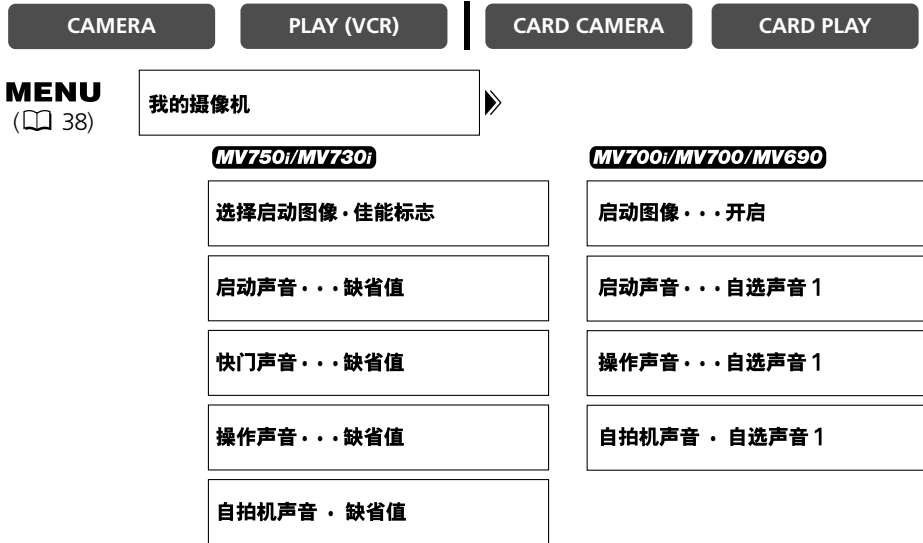 CAMERA
PLAY (VCR)
CARD CAMERA
CARD PLAY
MENU
( 38)
我的摄像机
MV750i/MV730i
选择启动图像·佳能标志
启动声音···缺省值
快门声音···缺省值
操作声音···缺省值
自拍机声音 · 缺省值
MV700i/MV700/MV690
启动图像···开启
启动声音···自选声音 1
操作声音···自选声音 1
自拍机声音 · 自选声音 1